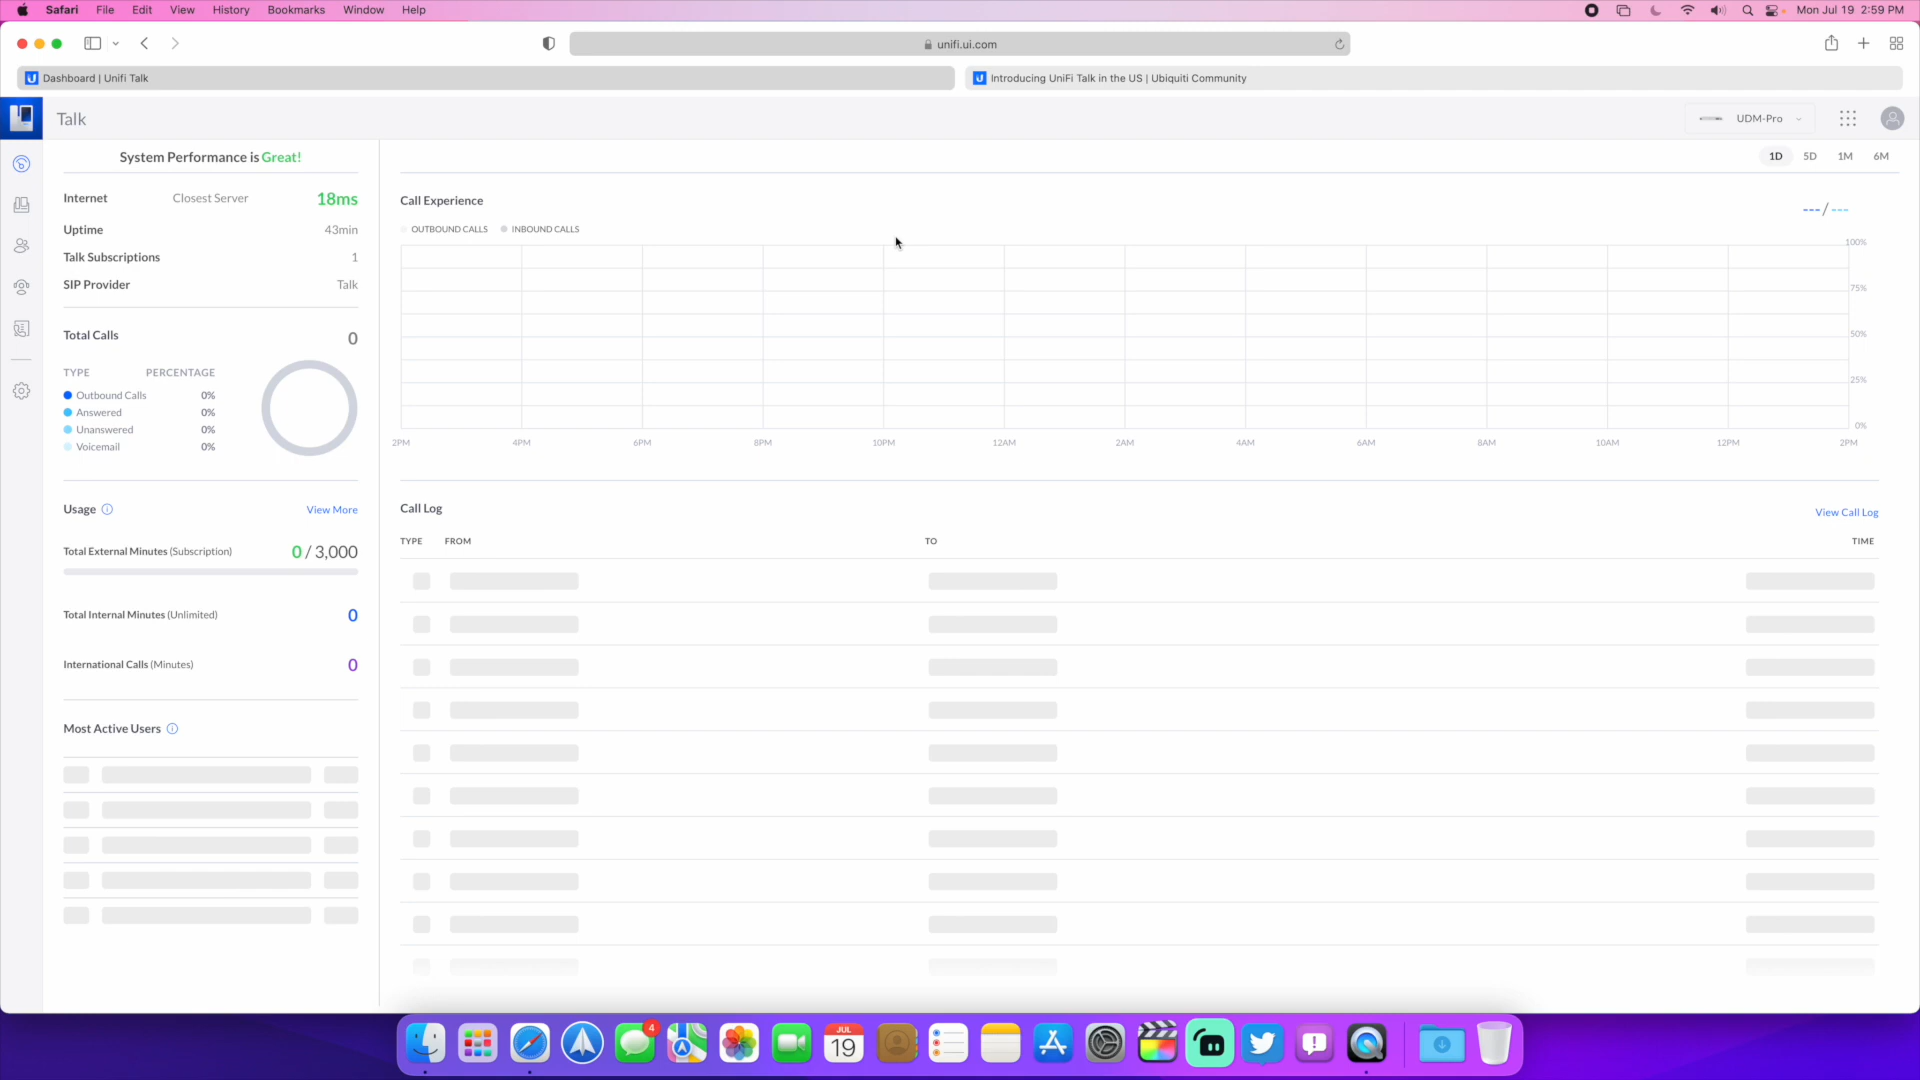 Safari File Edit View History Bookmarks Window Help Mon Jul 19 2:59 PM
unifi.ui.com
Dashboard | Unifi Talk
Introducing UniFi Talk in the US | Ubiquiti Community
Talk
UDM-Pro
System Performance is Great!
1D 5D 1M 6M
Internet Closest Server 18ms
Uptime 43min
Talk Subscriptions 1
SIP Provider Talk
Total Calls 0
TYPE PERCENTAGE
Outbound Calls 0%
Answered 0%
Unanswered 0%
Voicemail 0%
Usage View More
Total External Minutes (Subscription) 0 / 3,000
Total Internal Minutes (Unlimited) 0
International Calls (Minutes) 0
Most Active Users
Call Experience
--- / ---
OUTBOUND CALLS INBOUND CALLS
100%
75%
50%
25%
0%
2PM 4PM 6PM 8PM 10PM 12AM 2AM 4AM 6AM 8AM 10AM 12PM 2PM
Call Log
View Call Log
TYPE FROM TO TIME
4
JUL
19